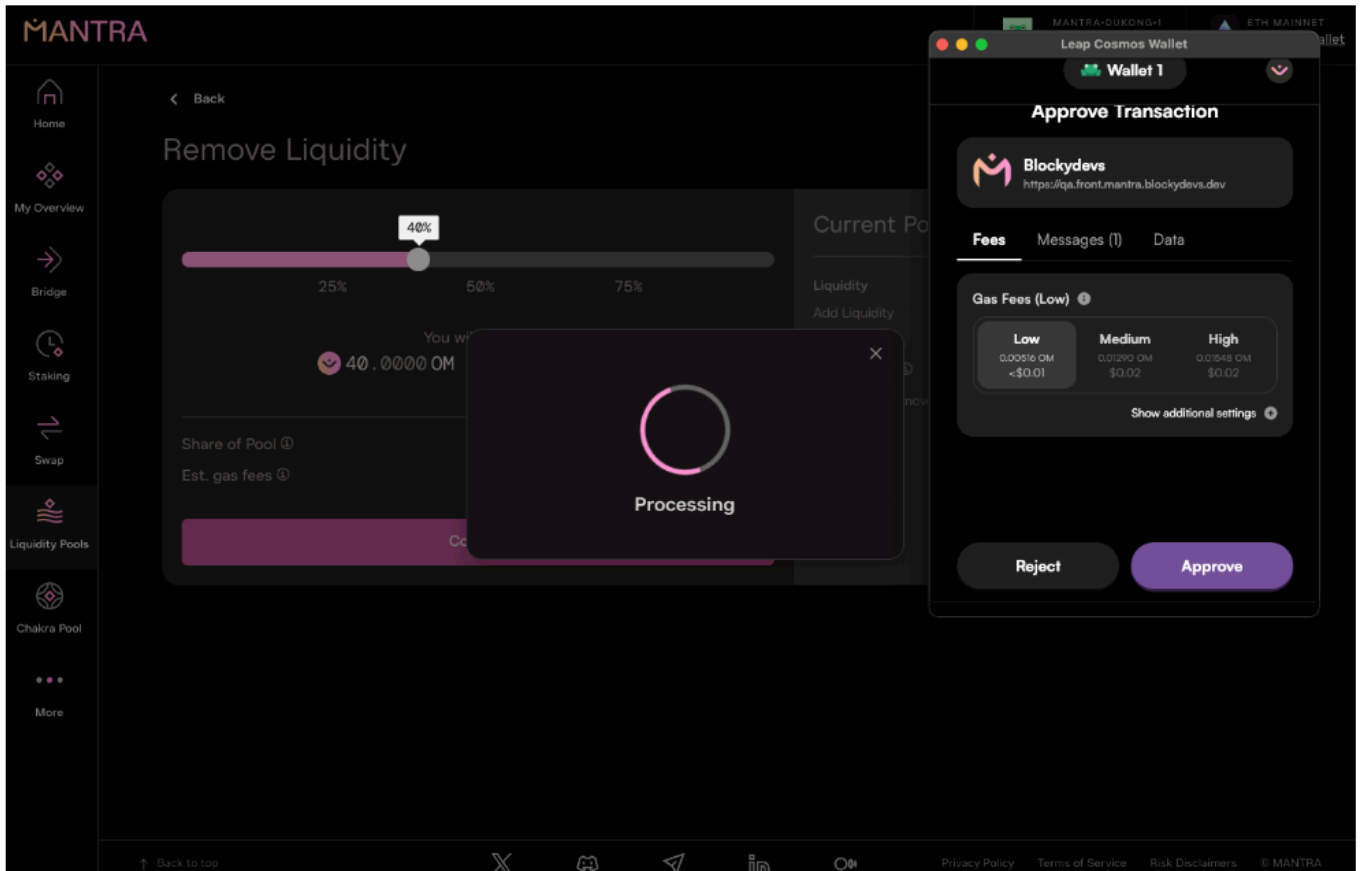 MANTRA
MANTRA-DUKONG-1
ETH MAINNET
Home
My Overview
Bridge
Staking
Swap
Liquidity Pools
Chakra Pool
More
Back
Remove Liquidity
40%
25% 50% 75%
You wi
40.0000 OM
Share of Pool
Est. gas fees
Co
Current Po
Liquidity
Add Liquidity
Processing
Leap Cosmos Wallet
Wallet 1
Approve Transaction
Blockydevs
https://qa.front.mantra.blockydevs.dev
Fees Messages (1) Data
Gas Fees (Low)
Low Medium High
0.00516 OM 0.01290 OM 0.01548 OM
<$0.01 $0.02 $0.02
Show additional settings
Reject Approve
Back to top
Privacy Policy Terms of Service Risk Disclaimers © MANTRA